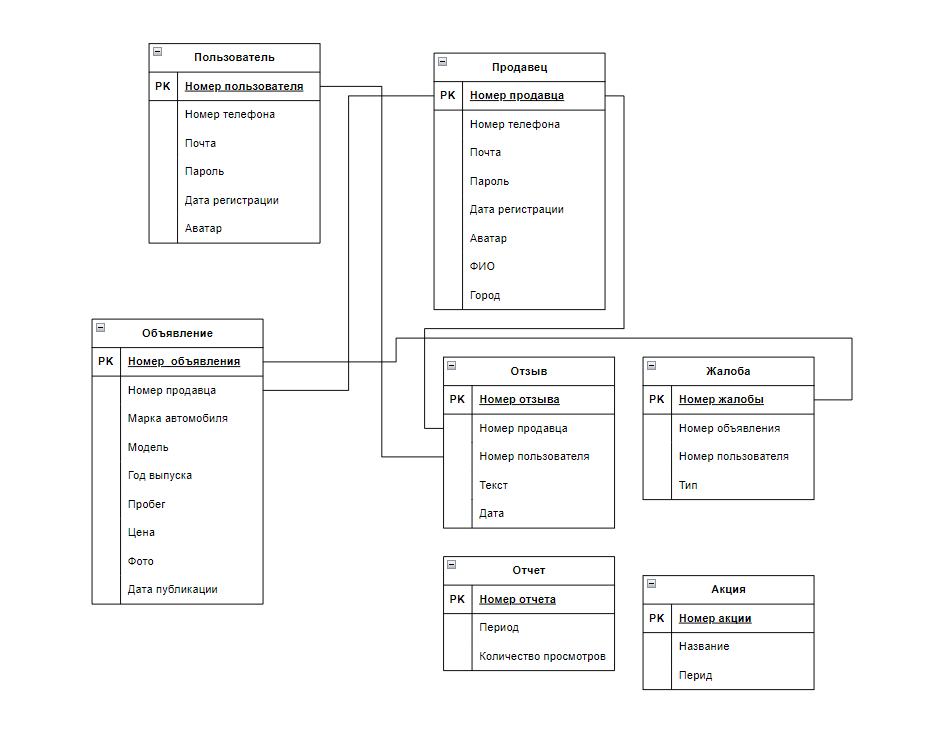 Пользователь
PK Номер пользователя
Номер телефона
Почта
Пароль
Дата регистрации
Аватар
Продавец
PK Номер продавца
Номер телефона
Почта
Пароль
Дата регистрации
Аватар
ФИО
Город
Объявление
PK Номер_объявления
Номер продавца
Марка автомобиля
Модель
Год выпуска
Пробег
Цена
Фото
Дата публикации
Отзыв
PK Номер отзыва
Номер продавца
Номер пользователя
Текст
Дата
Жалоба
PK Номер жалобы
Номер объявления
Номер пользователя
Тип
Отчет
PK Номер отчета
Период
Количество просмотров
Акция
PK Номер акции
Название
Перид